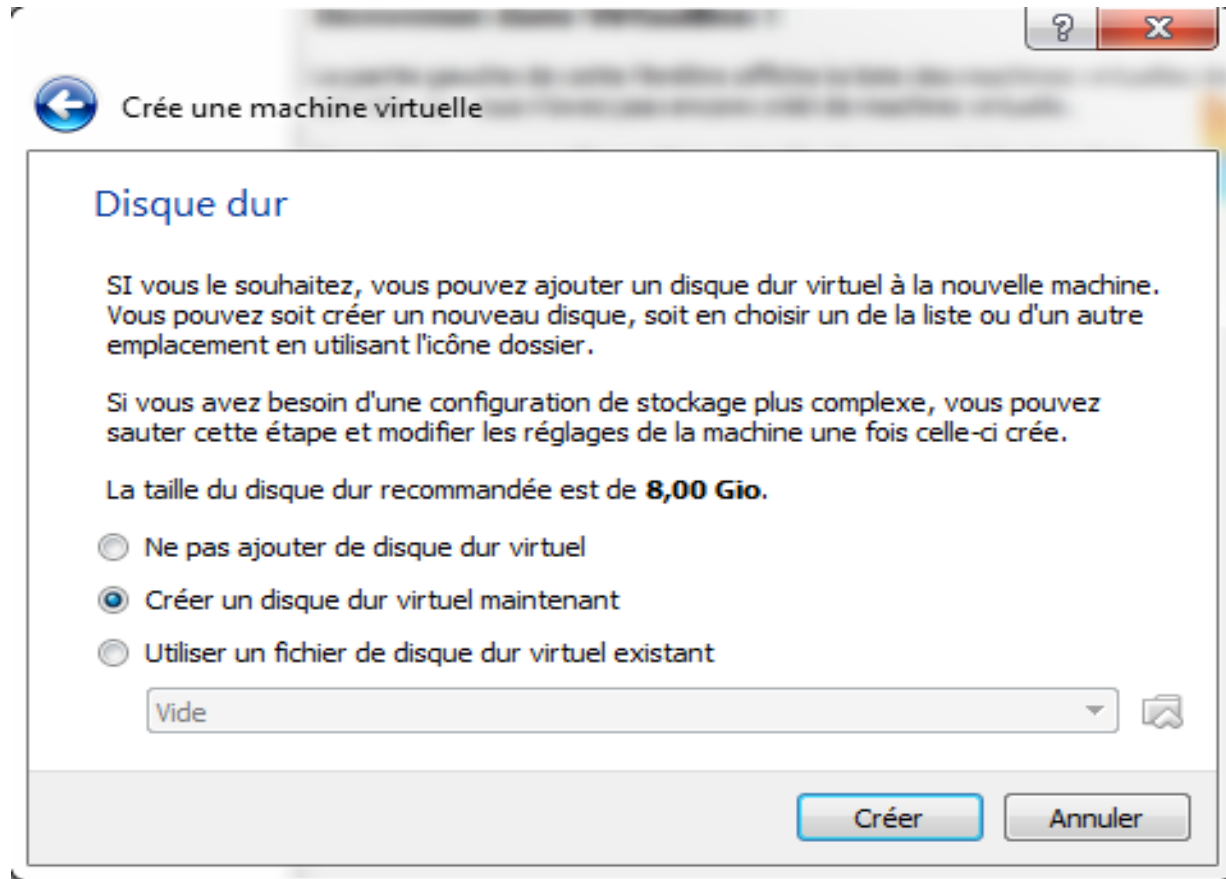 Crée une machine virtuelle
Disque dur
SI vous le souhaitez, vous pouvez ajouter un disque dur virtuel à la nouvelle machine.
Vous pouvez soit créer un nouveau disque, soit en choisir un de la liste ou d'un autre
emplacement en utilisant l'icône dossier.
Si vous avez besoin d'une configuration de stockage plus complexe, vous pouvez
sauter cette étape et modifier les réglages de la machine une fois celle-ci crée.
La taille du disque dur recommandée est de 8,00 Gio.
Ne pas ajouter de disque dur virtuel
Créer un disque dur virtuel maintenant
Utiliser un fichier de disque dur virtuel existant
Vide
Créer Annuler